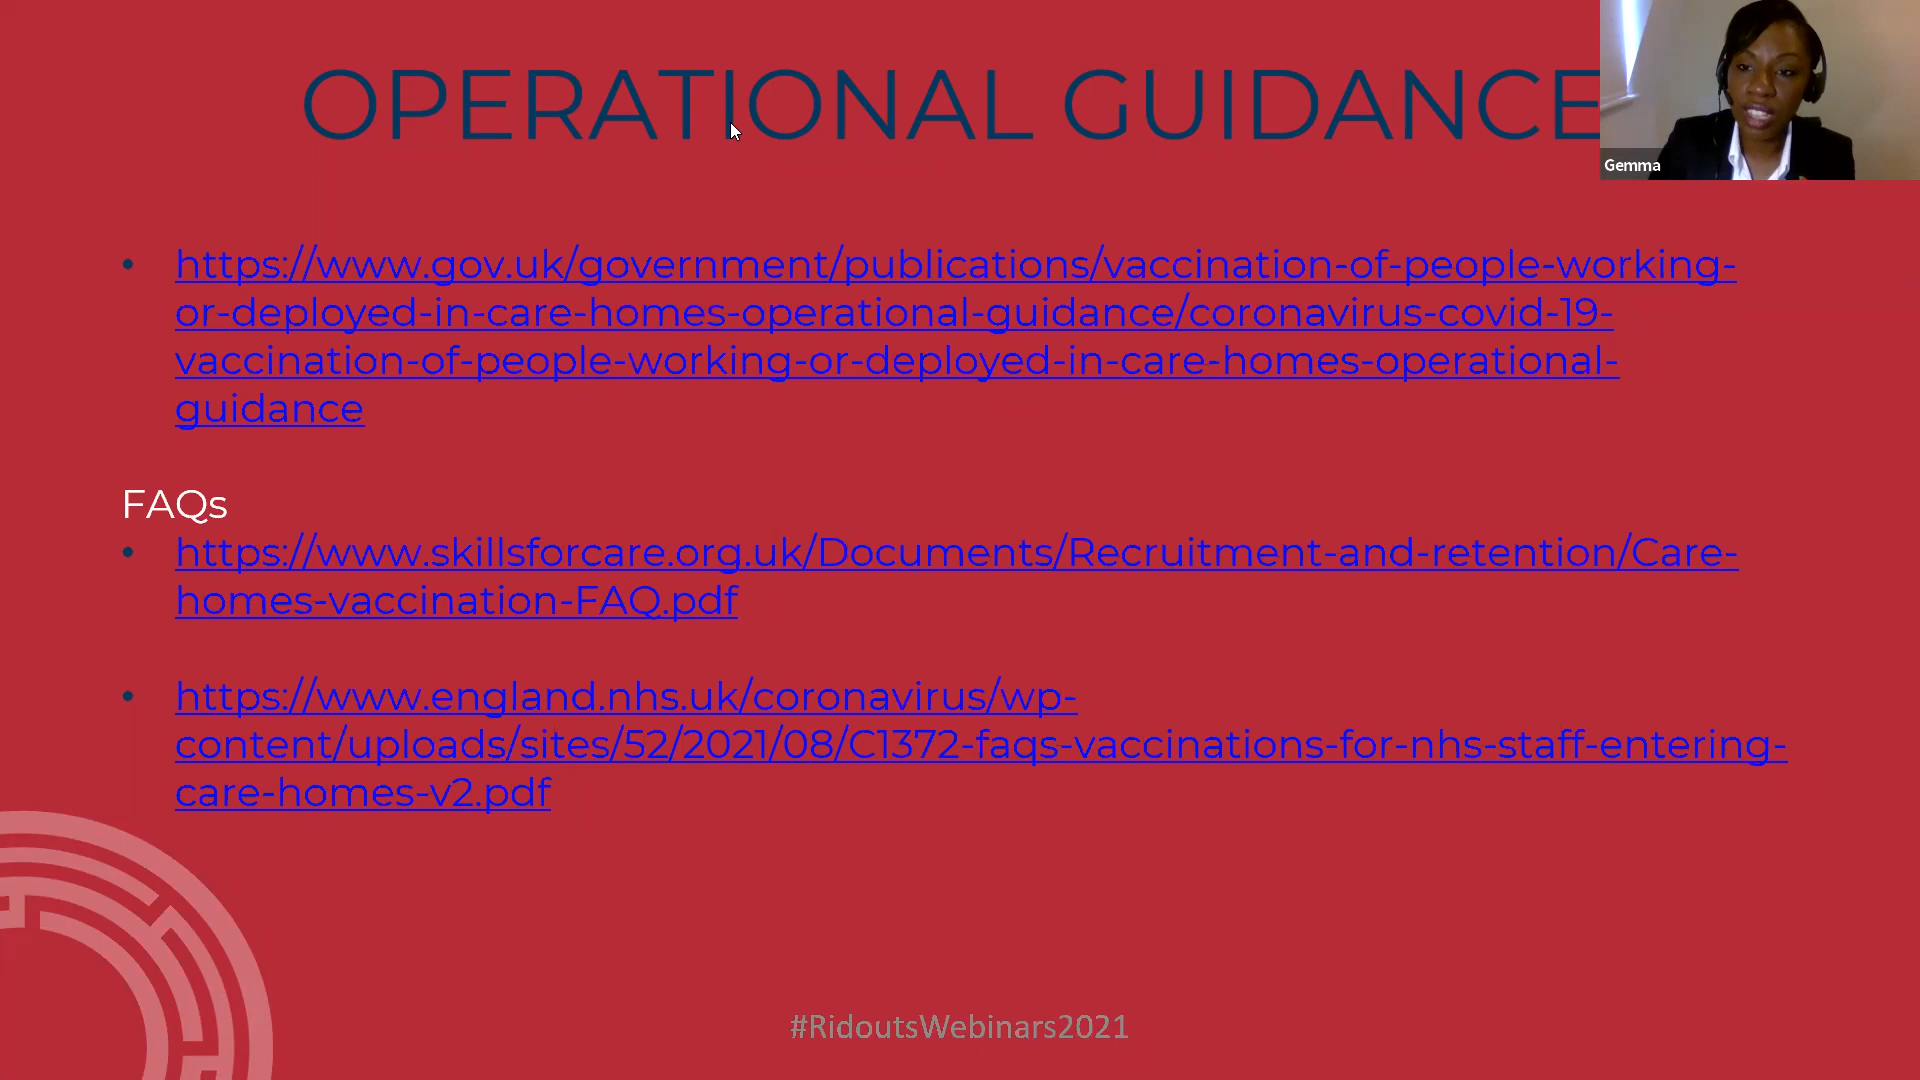 OPERATIONAL GUIDANCE
Gemma
• https://www.gov.uk/government/publications/vaccination-of-people-working-
or-deployed-in-care-homes-operational-guidance/coronavirus-covid-19-
vaccination-of-people-working-or-deployed-in-care-homes-operational-
guidance
FAQs
• https://www.skillsforcare.org.uk/Documents/Recruitment-and-retention/Care-
homes-vaccination-FAQ.pdf
• https://www.england.nhs.uk/coronavirus/wp-
content/uploads/sites/52/2021/08/C1372-faqs-vaccinations-for-nhs-staff-entering-
care-homes-v2.pdf
#RidoutsWebinars2021